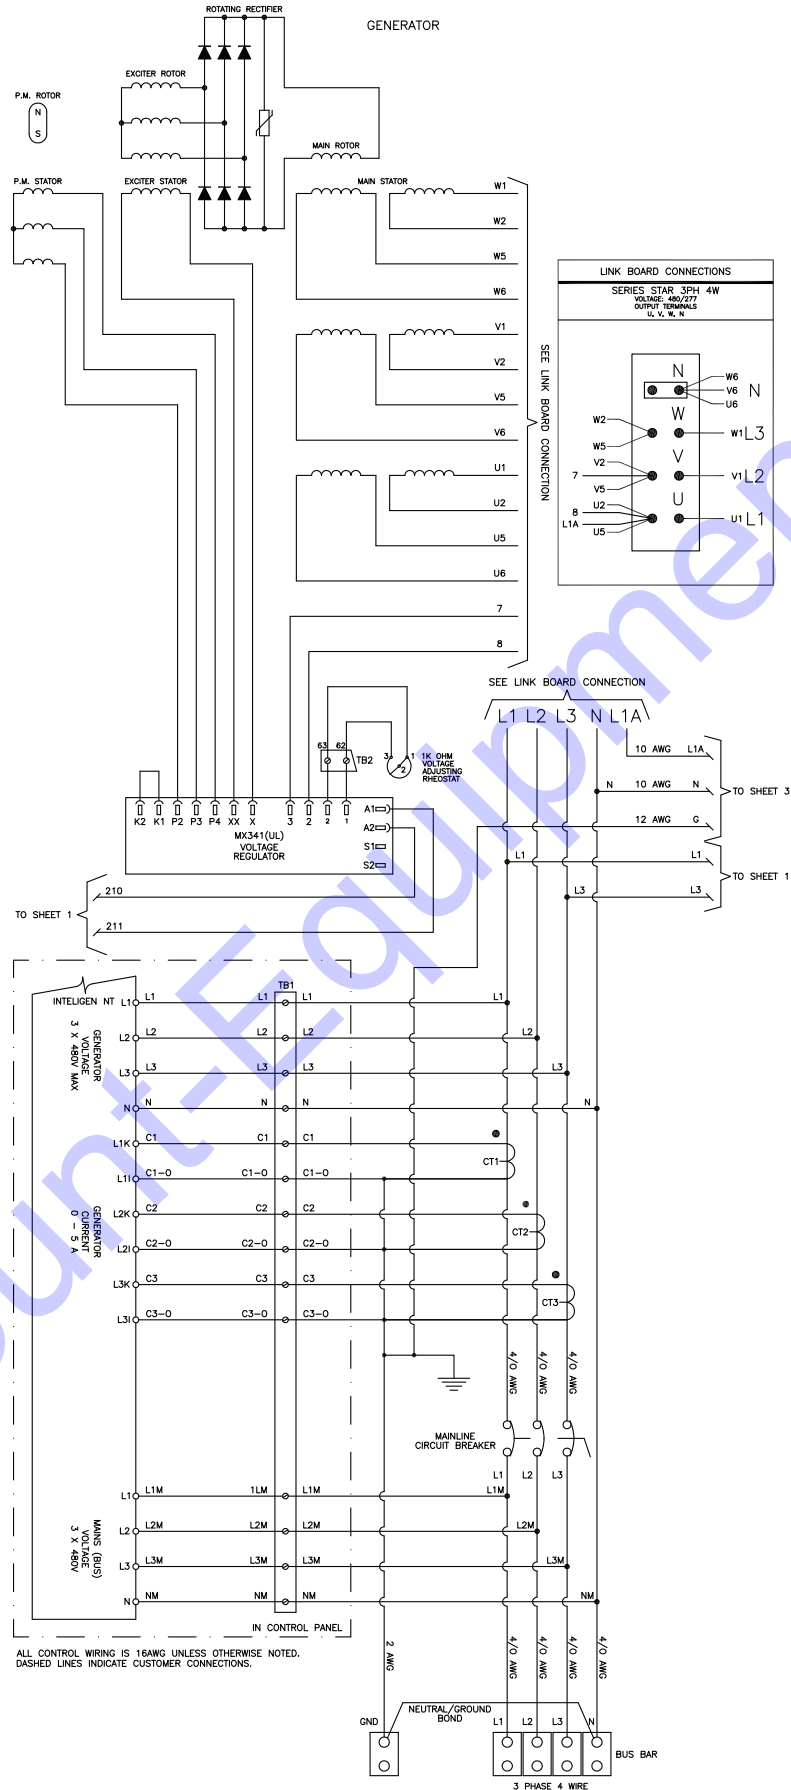 ROTATING RECTIFIER
GENERATOR
EXCITER ROTOR
P.M. ROTOR
N
S
MAIN ROTOR
P.M. STATOR
EXCITER STATOR
MAIN STATOR
W1
W2
W5
W6
V1
V2
V5
V6
U1
U2
U5
U6
7
8
SEE LINK BOARD CONNECTION
LINK BOARD CONNECTIONS
SERIES STAR 3PH 4W
VOLTAGE: 480/277
OUTPUT TERMINALS
U, V, W, N
N
W6
V6 N
U6
W
W2
W5
W1 L3
V
V2
7
V5
V1 L2
U
U2
8
L1A
U5
U1 L1
SEE LINK BOARD CONNECTION
L1 L2 L3 N L1A
10 AWG L1A
N 10 AWG N
TO SHEET 3
12 AWG G
L1 L1
TO SHEET 1
L3 L3
63 62
TB2
3 1
2
1K OHM
VOLTAGE
ADJUSTING
RHEOSTAT
K2 K1 P2 P3 P4 XX X 3 2 2 1
A1
A2
S1
S2
MX341(UL)
VOLTAGE
REGULATOR
210
TO SHEET 1
211
TB1
INTELIGEN NT
L1 L1 L1 L1 L1
L2 L2 L2 L2 L2
L3 L3 L3 L3 L3
N N N N N
GENERATOR
VOLTAGE
3 X 480V MAX
L1K C1 C1 C1
CT1
L1I C1-O C1-O C1-O
L2K C2 C2 C2
CT2
L2I C2-O C2-O C2-O
GENERATOR
CURRENT
0 - 5 A
L3K C3 C3 C3
CT3
L3I C3-O C3-O C3-O
4/0 AWG
4/0 AWG
4/0 AWG
MAINLINE
CIRCUIT BREAKER
L1 L2 L3
L1 L1M 1LM L1M L1M
L2 L2M L2M L2M L2M
L3 L3M L3M L3M L3M
N NM NM NM NM
MAINS (BUS)
VOLTAGE
3 X 480V
IN CONTROL PANEL
ALL CONTROL WIRING IS 16AWG UNLESS OTHERWISE NOTED.
DASHED LINES INDICATE CUSTOMER CONNECTIONS.
2 AWG
4/0 AWG
4/0 AWG
4/0 AWG
4/0 AWG
NEUTRAL/GROUND
BOND
GND L1 L2 L3 N
BUS BAR
3 PHASE 4 WIRE
ount-Equipmen